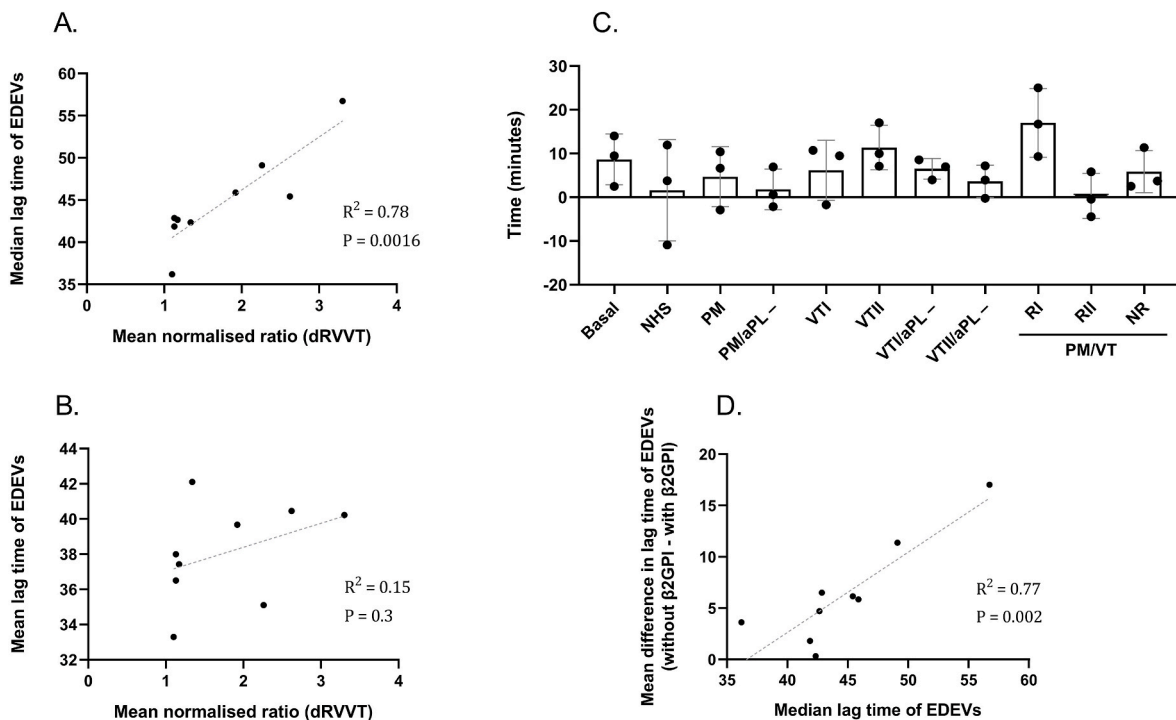 A.
Median lag time of EDEVs
60
55
50
45
40
35
R² = 0.78
P = 0.0016
0 1 2 3 4
Mean normalised ratio (dRVVT)
C.
Time (minutes)
30
20
10
0
-10
-20
Basal NHS PM PM/aPL – VTI VTII VTI/aPL – VTII/aPL – RI RII NR
PM/VT
B.
Mean lag time of EDEVs
44
42
40
38
36
34
32
R² = 0.15
P = 0.3
0 1 2 3 4
Mean normalised ratio (dRVVT)
D.
Mean difference in lag time of EDEVs
(without β2GPI - with β2GPI)
20
15
10
5
0
R² = 0.77
P = 0.002
35 40 45 50 55 60
Median lag time of EDEVs